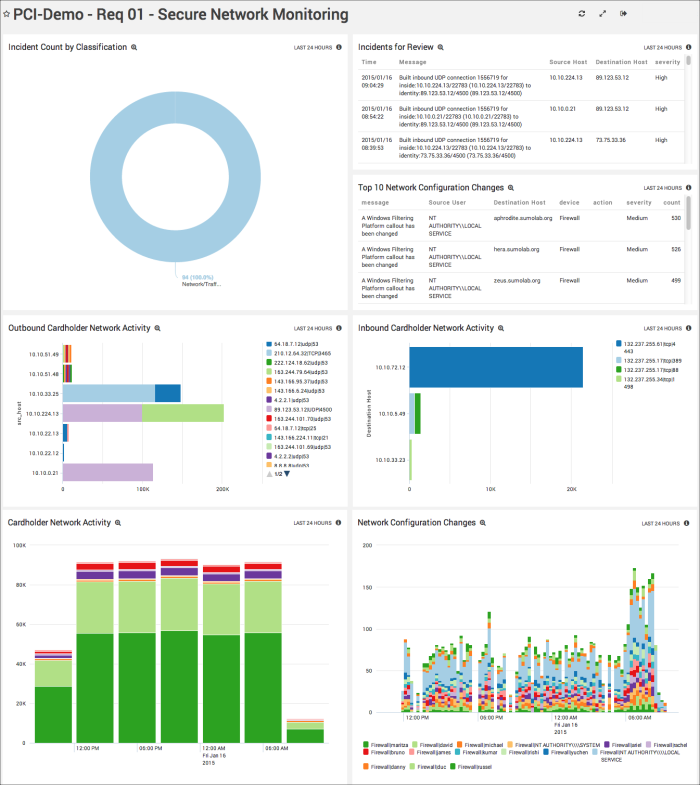 PCI-Demo - Req 01 - Secure Network Monitoring
Incident Count by Classification
LAST 24 HOURS
84 (100.0%)
Network/Traff...
Incidents for Review
LAST 24 HOURS
Time Message Source Host Destination Host severity
2015/01/16 09:04:29 Built inbound UDP connection 1556719 for 10.10.224.13 89.123.53.12 High
inside:10.10.224.13/22783 (10.10.224.13/22783) to
identity:89.123.53.12/4500 (89.123.53.12/4500)
2015/01/16 08:54:22 Built inbound UDP connection 1556719 for 10.10.0.21 89.123.53.12 High
inside:10.10.0.21/22783 (10.10.0.21/22783) to
identity:89.123.53.12/4500 (89.123.53.12/4500)
2015/01/16 08:39:53 Built inbound UDP connection 1556719 for 10.10.224.13 73.75.33.36 High
inside:10.10.224.13/22783 (10.10.224.13/22783) to
identity:73.75.33.36/4500 (73.75.33.36/4500)
Top 10 Network Configuration Changes
LAST 24 HOURS
message Source User Destination Host device action severity count
A Windows Filtering NT aphrodite.sumolab.org Firewall Medium 530
Platform callout has AUTHORITY\\LOCAL
been changed SERVICE
A Windows Filtering NT hera.sumolab.org Firewall Medium 526
Platform callout has AUTHORITY\\LOCAL
been changed SERVICE
A Windows Filtering NT zeus.sumolab.org Firewall Medium 499
Platform callout has AUTHORITY\\LOCAL
been changed SERVICE
Outbound Cardholder Network Activity
LAST 24 HOURS
src_host
10.10.51.49
10.10.51.48
10.10.33.25
10.10.224.13
10.10.22.13
10.10.22.12
10.10.0.21
0 100K 200K
64.18.7.12|udp|53
210.12.64.32|TCP3465
222.124.18.62|udp|53
163.244.79.64|udp|53
143.166.95.37|udp|53
143.166.6.24|udp|53
4.2.2.1|udp|53
89.123.53.12|UDP|4500
163.244.101.70|udp|53
64.18.7.12|tcp|25
143.166.224.11|tcp|21
163.244.101.69|udp|53
4.2.2.2|udp|53
8.8.8.8|udp|53
1/2
Inbound Cardholder Network Activity
LAST 24 HOURS
Destination Host
10.10.72.12
10.10.5.49
10.10.33.23
0 10K 20K
132.237.255.61|tcp|4
443
132.237.255.11|tcp|389
132.237.255.41|tcp|88
132.237.255.34|tcp|1
498
Cardholder Network Activity
LAST 24 HOURS
100K
80K
60K
40K
20K
0
12:00 PM 06:00 PM 12:00 AM 06:00 AM
Fri Jan 16
2015
Network Configuration Changes
LAST 24 HOURS
200
150
100
50
0
12:00 PM 06:00 PM 12:00 AM 06:00 AM
Fri Jan 16
2015
Firewall|maritza Firewall|david Firewall|michael Firewall|NT AUTHORITY\\\\SYSTEM Firewall|ariel Firewall|rachel
Firewall|bruno Firewall|james Firewall|kumar Firewall|rishi Firewall|yuchen Firewall|NT AUTHORITY\\\\LOCAL
SERVICE
Firewall|danny Firewall|duc Firewall|russel